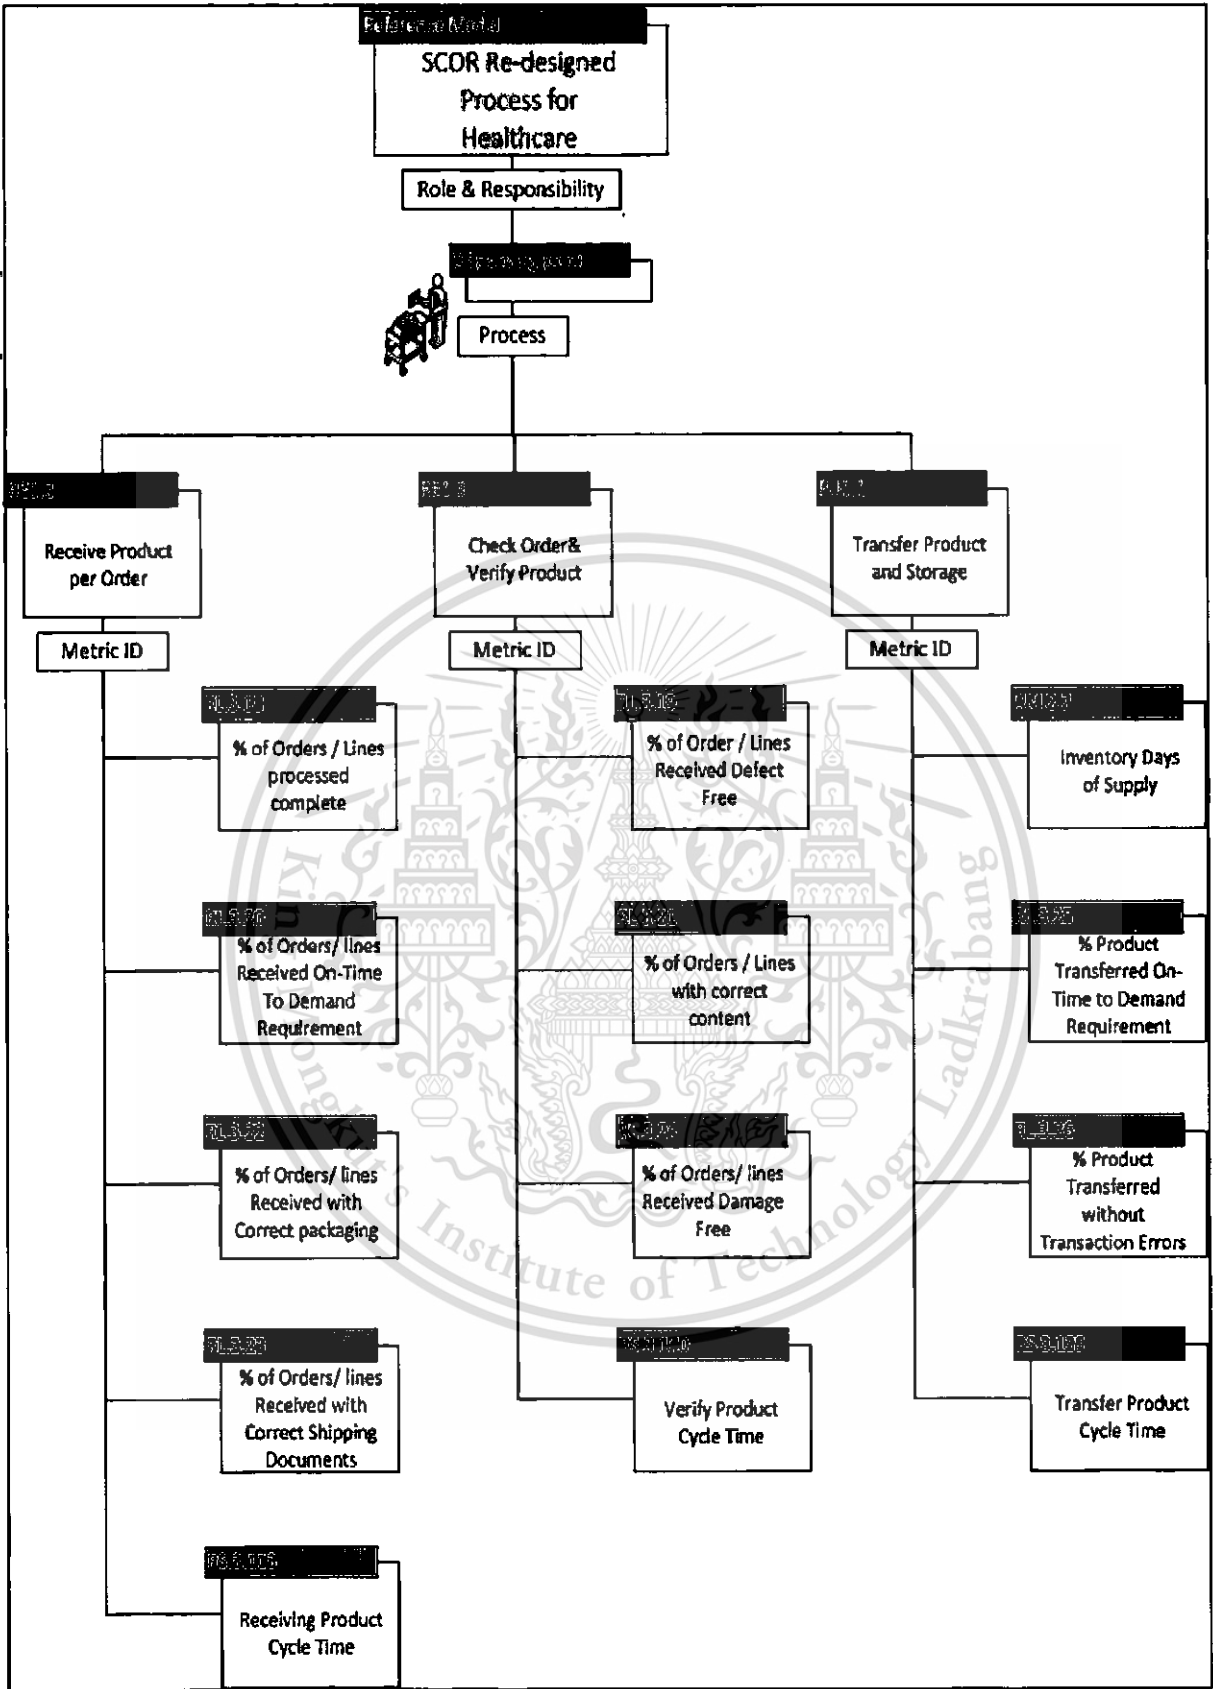 Reference Model
SCOR Re-designed
Process for
Healthcare
Role & Responsibility
Process
Receive Product
per Order
Check Order&
Verify Product
Transfer Product
and Storage
Metric ID
Metric ID
Metric ID
% of Orders / Lines
processed
complete
% of Order / Lines
Received Defect
Free
Inventory Days
of Supply
% of Orders/ lines
Received On-Time
To Demand
Requirement
% of Orders / Lines
with correct
content
% Product
Transferred On-
Time to Demand
Requirement
% of Orders/ lines
Received with
Correct packaging
% of Orders/ lines
Received Damage
Free
% Product
Transferred
without
Transaction Errors
% of Orders/ lines
Received with
Correct Shipping
Documents
Verify Product
Cycle Time
Transfer Product
Cycle Time
Receiving Product
Cycle Time
King Mongkut's Institute of Technology Ladkrabang